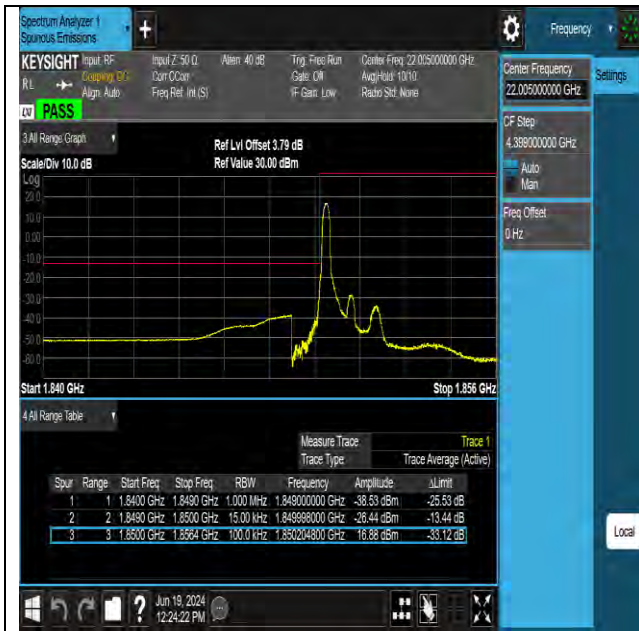 Spectrum Analyzer 1
Spurious Emissions
+
Frequency
KEYSIGHT Input: RF Input Z: 50 Ω Atten: 40 dB Trig: Free Run Center Freq: 22.005000000 GHz
RL Coupling: DC Corr CCorr Gate: Off Avg|Hold: 10/10
Align: Auto Freq Ref: Int (S) IF Gain: Low Radio Std: None
LXI PASS
Center Frequency
22.005000000 GHz
Settings
CF Step
4.399000000 GHz
Auto
Man
Freq Offset
0 Hz
3 All Range Graph
Ref Lvl Offset 3.79 dB
Scale/Div 10.0 dB Ref Value 30.00 dBm
Log
20.0
10.0
0.00
-10.0
-20.0
-30.0
-40.0
-50.0
-60.0
Start 1.840 GHz Stop 1.856 GHz
4 All Range Table
Measure Trace Trace 1
Trace Type Trace Average (Active)
Spur Range Start Freq Stop Freq RBW Frequency Amplitude ΔLimit
1 1 1.8400 GHz 1.8490 GHz 1.000 MHz 1.849000000 GHz -38.53 dBm -25.53 dB
2 2 1.8490 GHz 1.8500 GHz 15.00 kHz 1.849998000 GHz -26.44 dBm -13.44 dB
3 3 1.8500 GHz 1.8564 GHz 100.0 kHz 1.850204800 GHz 16.88 dBm -33.12 dB
Local
? Jun 19, 2024
12:24:22 PM